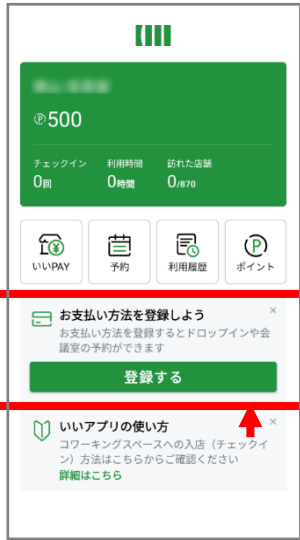 Ⓟ500
チェックイン 利用時間 訪れた店舗
0回 0時間 0/870
いいPAY 予約 利用履歴 ポイント
お支払い方法を登録しよう ×
お支払い方法を登録するとドロップインや会
議室の予約ができます
登録する
いいアプリの使い方 ×
コワーキングスペースへの入店（チェックイ
ン）方法はこちらからご確認ください
詳細はこちら